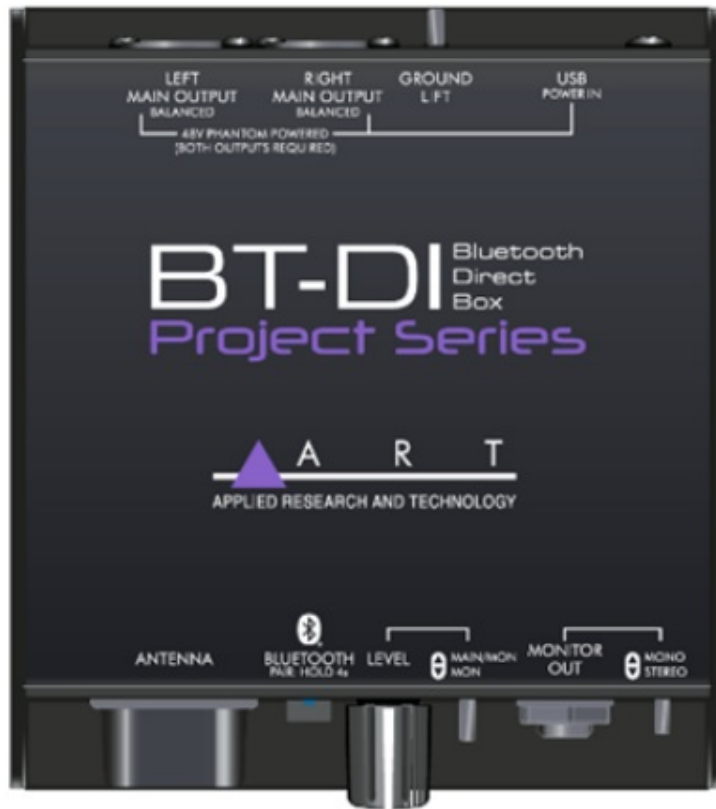 LEFT
MAIN OUTPUT
BALANCED
RIGHT
MAIN OUTPUT
BALANCED
GROUND
LIFT
USB
POWER IN
48V PHANTOM POWERED
(BOTH OUTPUTS REQUIRED)
BT-DI
Bluetooth
Direct
Box
Project Series
A R T
APPLIED RESEARCH AND TECHNOLOGY
ANTENNA
BLUETOOTH
PAIR: HOLD 4s
LEVEL
MAIN/MON
MON
MONITOR
OUT
MONO
STEREO